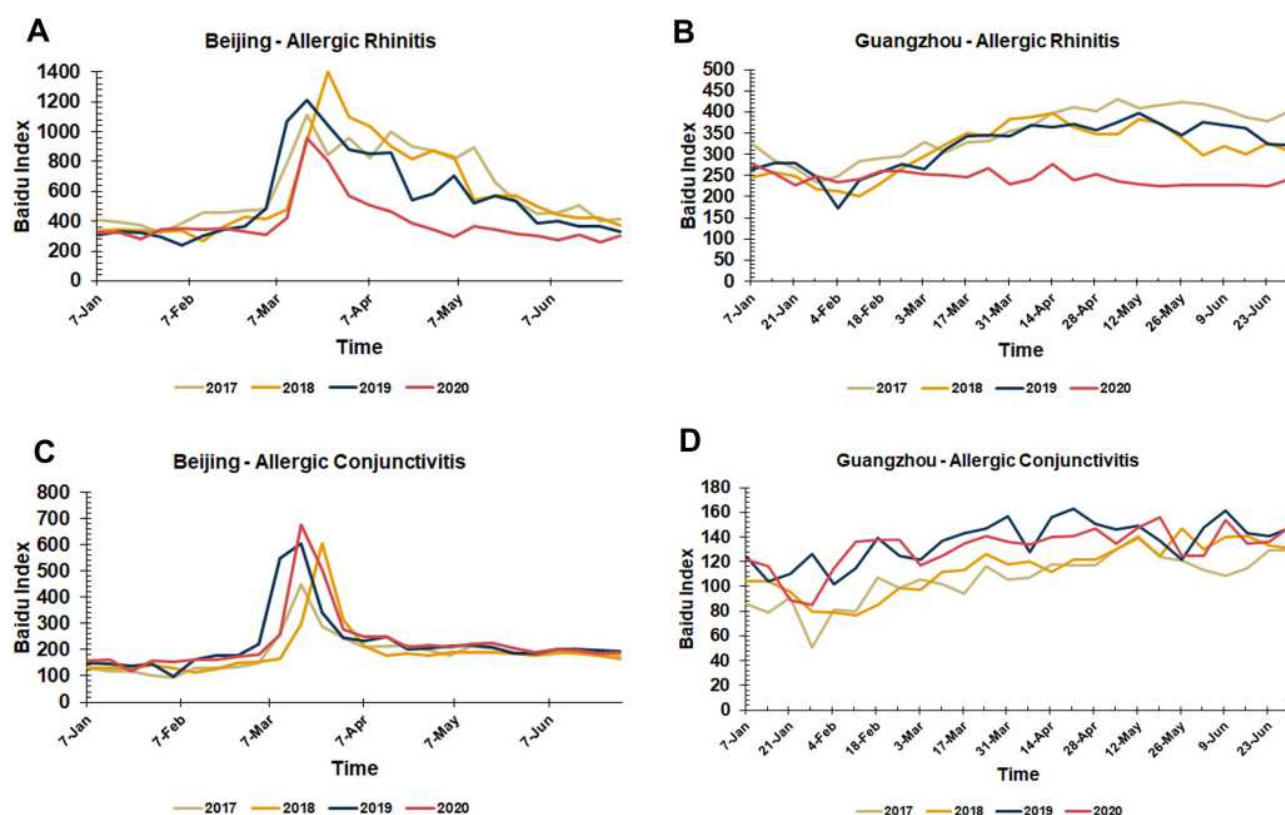 A
Beijing - Allergic Rhinitis
Baidu Index
1400
1200
1000
800
600
400
200
0
7-Jan
7-Feb
7-Mar
7-Apr
7-May
7-Jun
Time
2017 2018 2019 2020
B
Guangzhou - Allergic Rhinitis
Baidu Index
500
450
400
350
300
250
200
150
100
50
0
7-Jan
21-Jan
4-Feb
18-Feb
3-Mar
17-Mar
31-Mar
14-Apr
28-Apr
12-May
26-May
9-Jun
23-Jun
Time
2017 2018 2019 2020
C
Beijing - Allergic Conjunctivitis
Baidu Index
800
700
600
500
400
300
200
100
0
7-Jan
7-Feb
7-Mar
7-Apr
7-May
7-Jun
Time
2017 2018 2019 2020
D
Guangzhou - Allergic Conjunctivitis
Baidu Index
180
160
140
120
100
80
60
40
20
0
7-Jan
21-Jan
4-Feb
18-Feb
3-Mar
17-Mar
31-Mar
14-Apr
28-Apr
12-May
26-May
9-Jun
23-Jun
Time
2017 2018 2019 2020